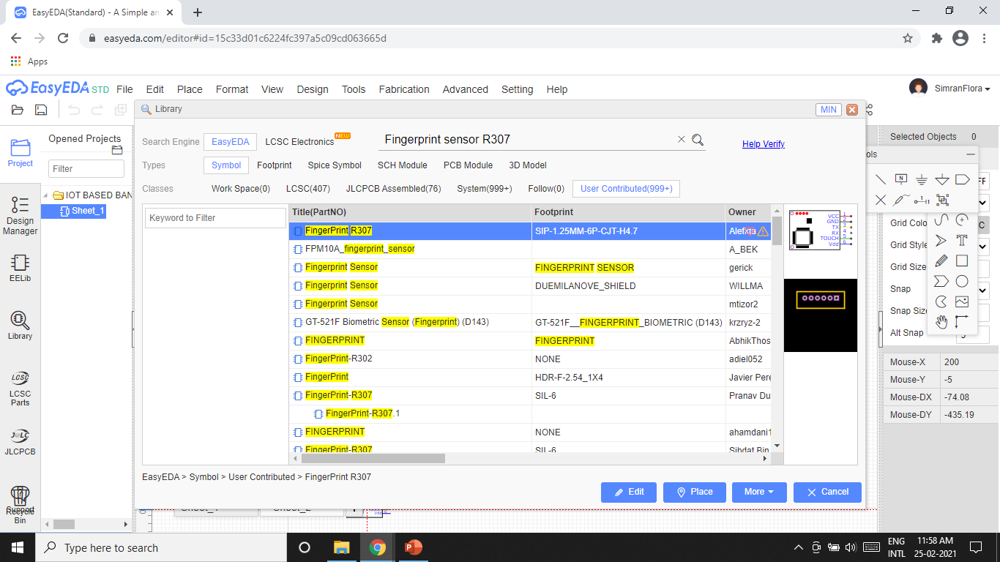 EasyEDA(Standard) - A Simple an
easyeda.com/editor#id=15c33d01c6224fc397a5c09cd063665d
Apps
EasyEDA STD File Edit Place Format View Design Tools Fabrication Advanced Setting Help SimranFlora
Library MIN
Project
Opened Projects
Filter
IOT BASED BAN
Sheet_1
Design Manager
EELib
Library
LCSC
LCSC Parts
JLCPCB
Support
Recycle Bin
Search Engine EasyEDA LCSC Electronics NEW Fingerprint sensor R307 Help Verify
Types Symbol Footprint Spice Symbol SCH Module PCB Module 3D Model
Classes Work Space(0) LCSC(407) JLCPCB Assembled(76) System(999+) Follow(0) User Contributed(999+)
Keyword to Filter
Title(PartNO) Footprint Owner
FingerPrint R307 SIP-1.25MM-6P-CJT-H4.7
FPM10A_fingerprint_sensor A_BEK
Fingerprint Sensor FINGERPRINT SENSOR gerick
Fingerprint Sensor DUEMILANOVE_SHIELD WILLMA
Fingerprint Sensor mtizor2
GT-521F Biometric Sensor (Fingerprint) (D143) GT-521F__FINGERPRINT_BIOMETRIC (D143) krzryz-2
FINGERPRINT FINGERPRINT AbhikThos
FingerPrint-R302 NONE adiel052
FingerPrint HDR-F-2.54_1X4 Javier Pere
FingerPrint-R307 SIL-6 Pranav Du
FingerPrint-R307.1
FINGERPRINT NONE ahamdani1
FingerPrint-R307 SIL-6 Sibdat Bin
VCC 1
GND 2
TX 3
RX 4
TOUCH 5
Vdd 6
EasyEDA > Symbol > User Contributed > FingerPrint R307
Edit Place More Cancel
Sheet_1 Sheet_2
Selected Objects 0
ols
FF
Grid Colo C
Grid Style
Grid Size
Snap
Snap Size
Alt Snap
Mouse-X 200
Mouse-Y -5
Mouse-DX -74.08
Mouse-DY -435.19
Type here to search
ENG
INTL
11:58 AM
25-02-2021